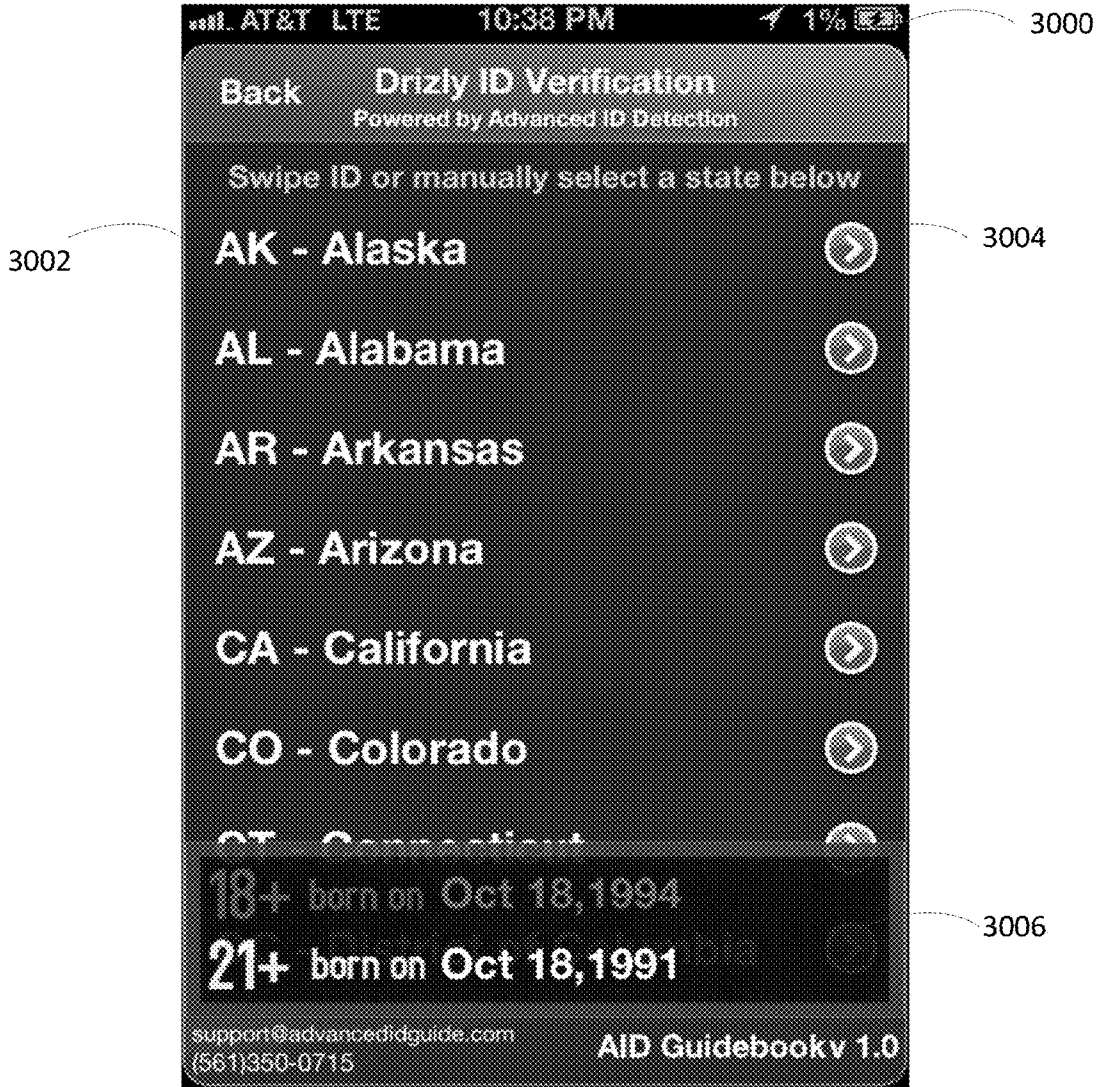 AT&T LTE 10:38 PM 1%
3000
Back
Drizly ID Verification
Powered by Advanced ID Detection
Swipe ID or manually select a state below
3002
AK - Alaska
3004
AL - Alabama
AR - Arkansas
AZ - Arizona
CA - California
CO - Colorado
CT - Connecticut
18+ born on Oct 18,1994
3006
21+ born on Oct 18,1991
support@advancedidguide.com
(561)350-0715
AID Guidebookv 1.0